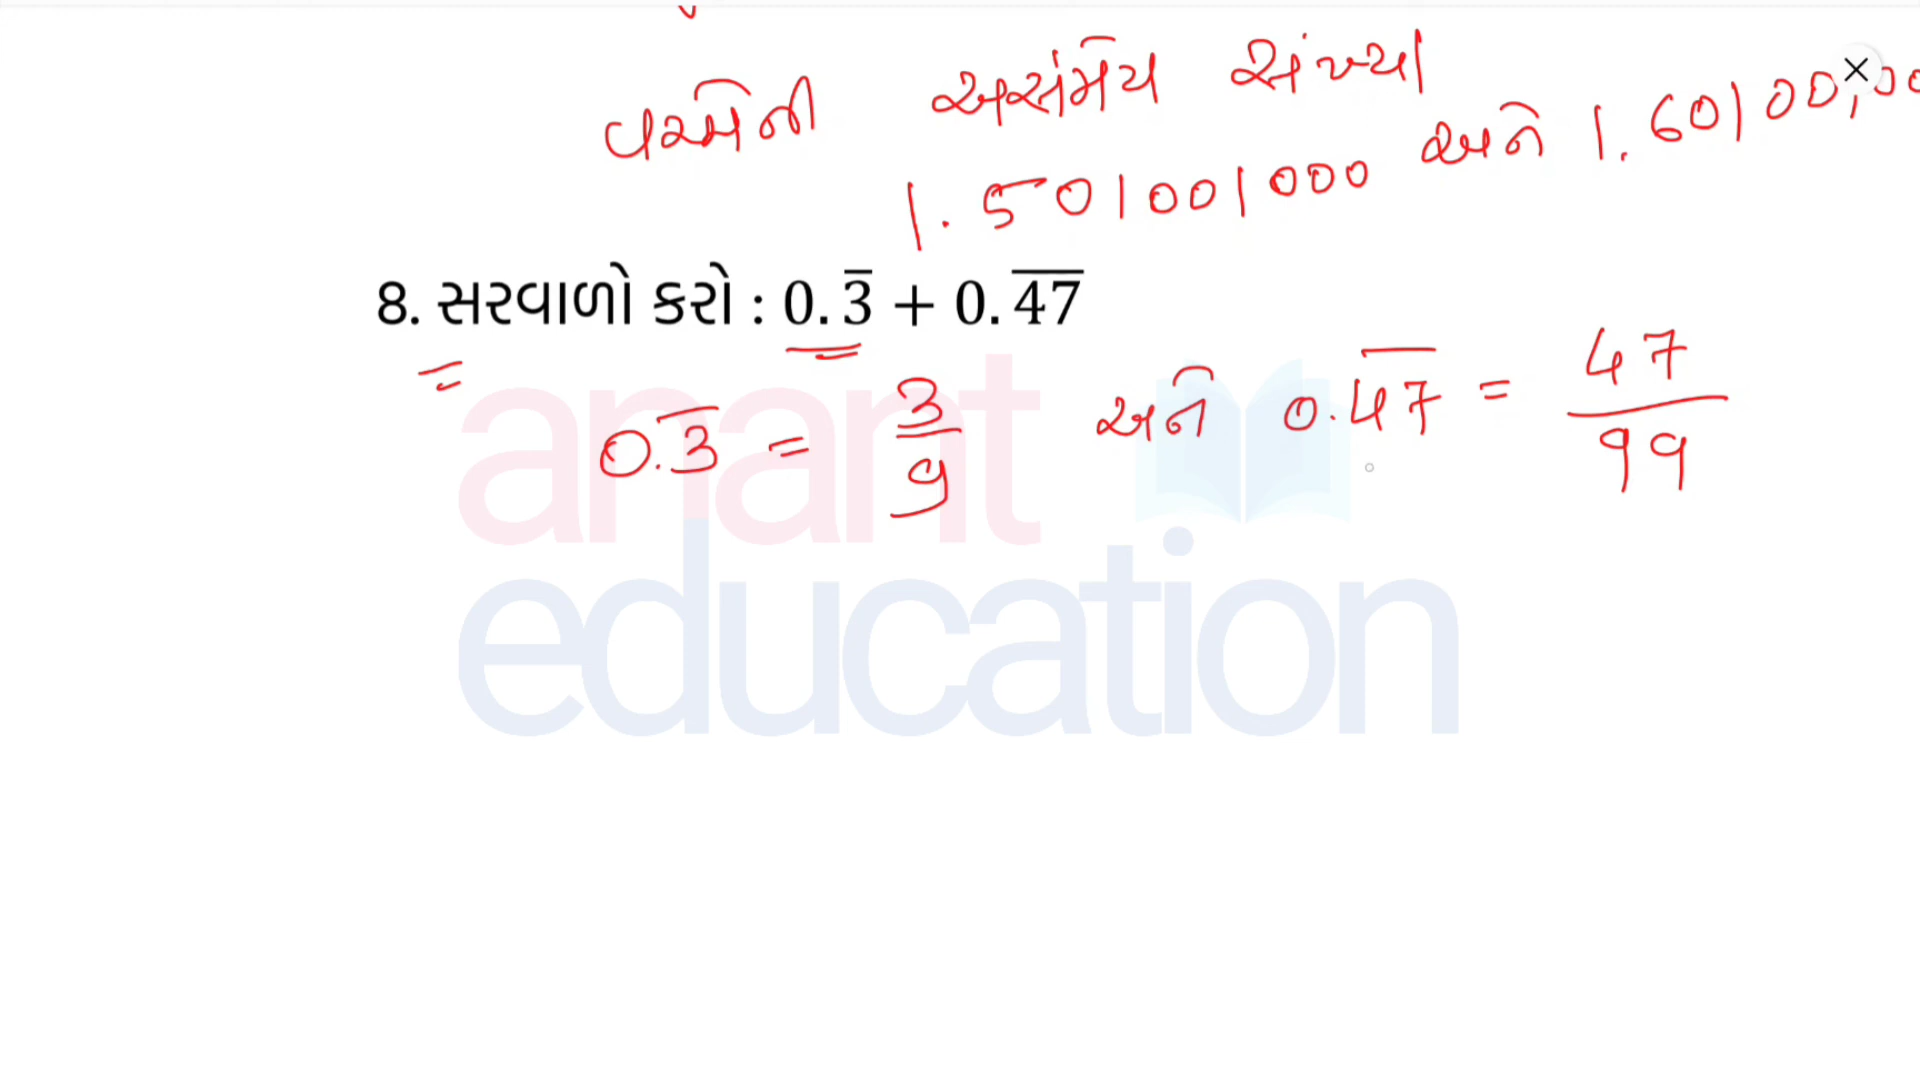 વચ્ચેની અસંમેય સંખ્યા
1.501001000 અને 1.60100,00
8. સરવાળો કરો : 0.3̅ + 0.4̅7̅
0.3̅ = 3/9 અને 0.4̅7̅ = 47/99
anant
education